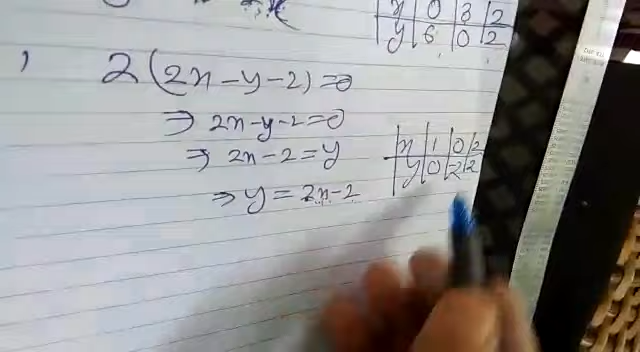 x | 0 | 3 | 2
y | 6 | 0 | 2
, 2(2x-y-2)=0
⇒ 2x-y-2=0
⇒ 2x-2=y
⇒ y=2x-2
x | 1 | 0 | 2
y | 0 | -2 | 2